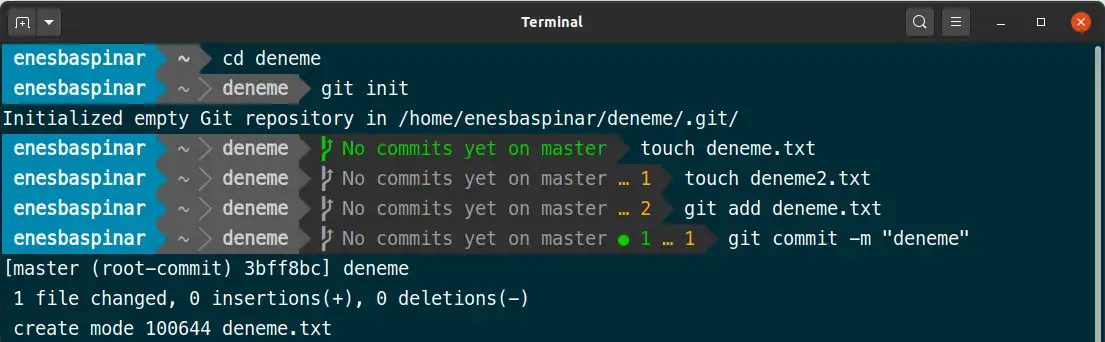 Terminal
enesbaspinar ~ cd deneme
enesbaspinar ~ deneme git init
Initialized empty Git repository in /home/enesbaspinar/deneme/.git/
enesbaspinar ~ deneme No commits yet on master touch deneme.txt
enesbaspinar ~ deneme No commits yet on master … 1 touch deneme2.txt
enesbaspinar ~ deneme No commits yet on master … 2 git add deneme.txt
enesbaspinar ~ deneme No commits yet on master ● 1 … 1 git commit -m "deneme"
[master (root-commit) 3bff8bc] deneme
1 file changed, 0 insertions(+), 0 deletions(-)
create mode 100644 deneme.txt